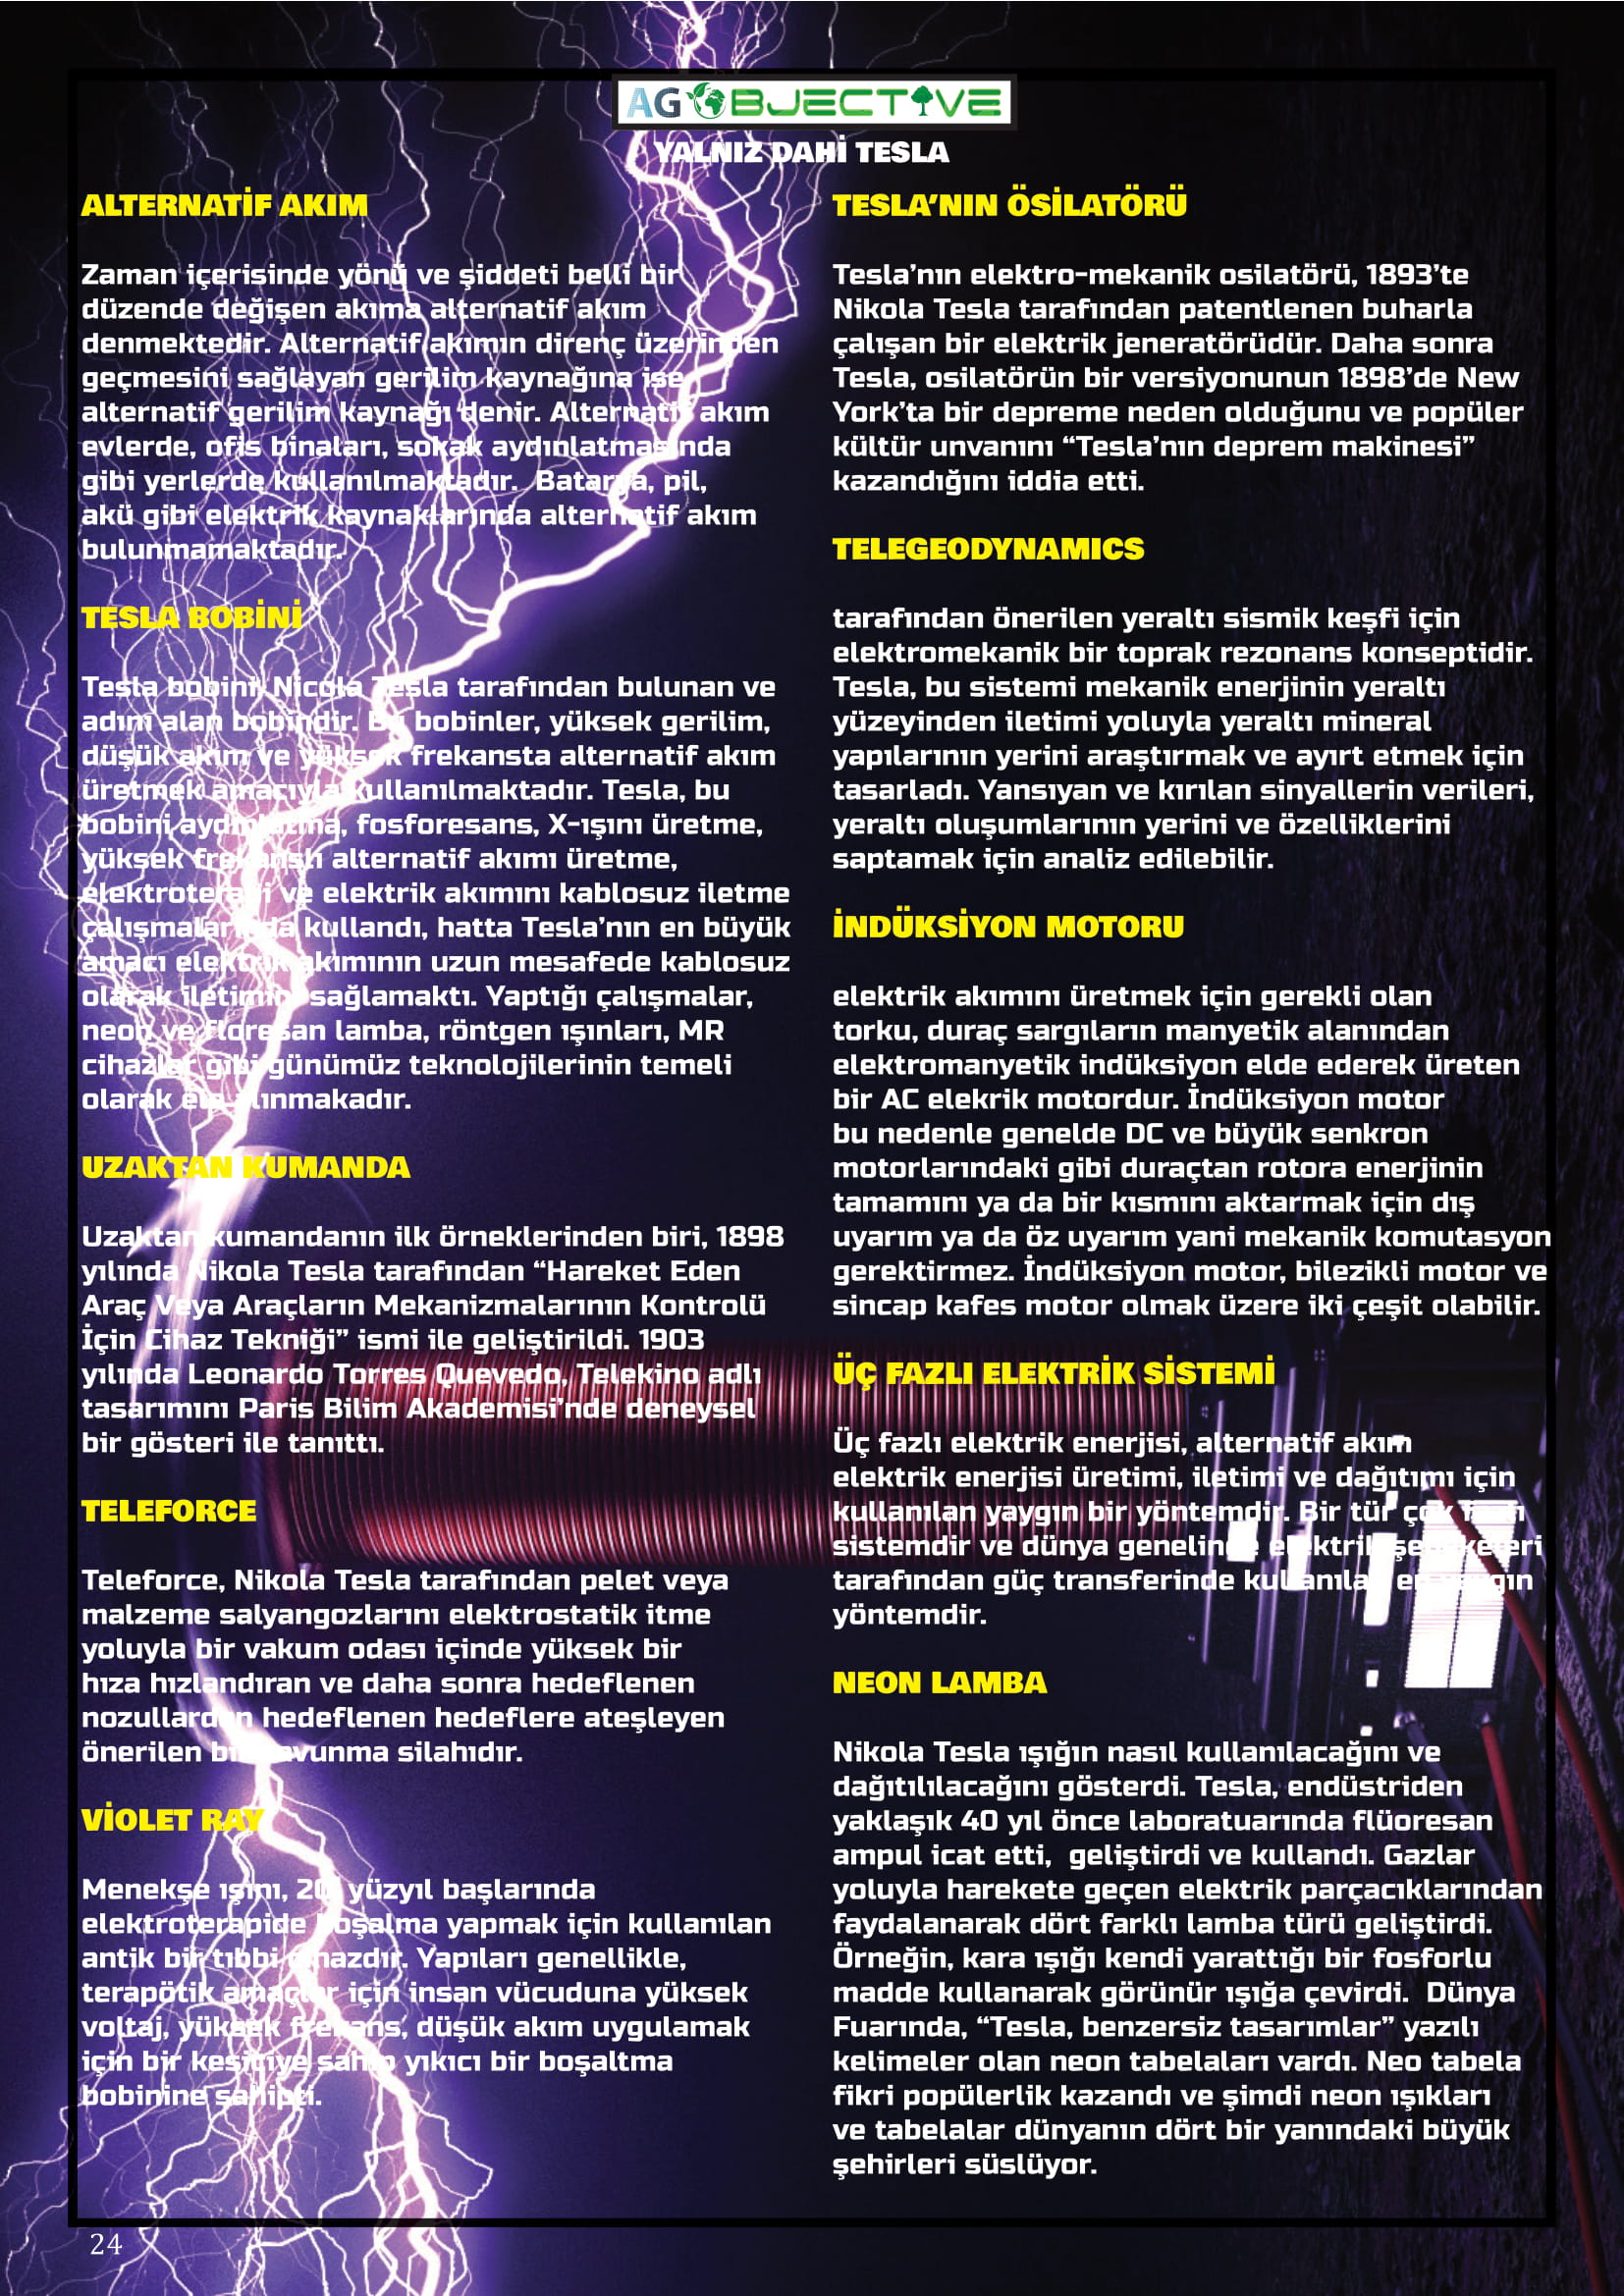 AG OBJECTIVE
YALNIZ DAHİ TESLA
ALTERNATİF AKIM
Zaman içerisinde yönü ve şiddeti belli bir
düzende değişen akıma alternatif akım
denmektedir. Alternatif akımın direnç üzerinden
geçmesini sağlayan gerilim kaynağına ise
alternatif gerilim kaynağı denir. Alternatif akım
evlerde, ofis binaları, sokak aydınlatmasında
gibi yerlerde kullanılmaktadır.  Batarya, pil,
akü gibi elektrik kaynaklarında alternatif akım
bulunmamaktadır.
TESLA BOBİNİ
Tesla bobini, Nicola Tesla tarafından bulunan ve
adını alan bobindir. Bu bobinler, yüksek gerilim,
düşük akım ve yüksek frekansta alternatif akım
üretmek amacıyla kullanılmaktadır. Tesla, bu
bobini aydınlatma, fosforesans, X-ışını üretme,
yüksek frekanslı alternatif akımı üretme,
elektroterapi ve elektrik akımını kablosuz iletme
çalışmalarında kullandı, hatta Tesla’nın en büyük
amacı elektrik akımının uzun mesafede kablosuz
olarak iletimini sağlamaktı. Yaptığı çalışmalar,
neon ve floresan lamba, röntgen ışınları, MR
cihazlar gibi günümüz teknolojilerinin temeli
olarak ele alınmakadır.
UZAKTAN KUMANDA
Uzaktan kumandanın ilk örneklerinden biri, 1898
yılında Nikola Tesla tarafından “Hareket Eden
Araç Veya Araçların Mekanizmalarının Kontrolü
İçin Cihaz Tekniği” ismi ile geliştirildi. 1903
yılında Leonardo Torres Quevedo, Telekino adlı
tasarımını Paris Bilim Akademisi’nde deneysel
bir gösteri ile tanıttı.
TELEFORCE
Teleforce, Nikola Tesla tarafından pelet veya
malzeme salyangozlarını elektrostatik itme
yoluyla bir vakum odası içinde yüksek bir
hıza hızlandıran ve daha sonra hedeflenen
nozullardan hedeflenen hedeflere ateşleyen
önerilen bir savunma silahıdır.
VİOLET RAY
Menekşe ışını, 20. yüzyıl başlarında
elektroterapide boşalma yapmak için kullanılan
antik bir tıbbi cihazdır. Yapıları genellikle,
terapötik amaçlar için insan vücuduna yüksek
voltaj, yüksek frekans, düşük akım uygulamak
için bir kesiciye sahip yıkıcı bir boşaltma
bobinine sahipti.
TESLA’NIN ÖSİLATÖRÜ
Tesla’nın elektro-mekanik osilatörü, 1893’te
Nikola Tesla tarafından patentlenen buharla
çalışan bir elektrik jeneratörüdür. Daha sonra
Tesla, osilatörün bir versiyonunun 1898’de New
York’ta bir depreme neden olduğunu ve popüler
kültür unvanını “Tesla’nın deprem makinesi”
kazandığını iddia etti.
TELEGEODYNAMICS
tarafından önerilen yeraltı sismik keşfi için
elektromekanik bir toprak rezonans konseptidir.
Tesla, bu sistemi mekanik enerjinin yeraltı
yüzeyinden iletimi yoluyla yeraltı mineral
yapılarının yerini araştırmak ve ayırt etmek için
tasarladı. Yansıyan ve kırılan sinyallerin verileri,
yeraltı oluşumlarının yerini ve özelliklerini
saptamak için analiz edilebilir.
İNDÜKSİYON MOTORU
elektrik akımını üretmek için gerekli olan
torku, duraç sargıların manyetik alanından
elektromanyetik indüksiyon elde ederek üreten
bir AC elekrik motordur. İndüksiyon motor
bu nedenle genelde DC ve büyük senkron
motorlarındaki gibi duraçtan rotora enerjinin
tamamını ya da bir kısmını aktarmak için dış
uyarım ya da öz uyarım yani mekanik komutasyon
gerektirmez. İndüksiyon motor, bilezikli motor ve
sincap kafes motor olmak üzere iki çeşit olabilir.
ÜÇ FAZLI ELEKTRİK SİSTEMİ
Üç fazlı elektrik enerjisi, alternatif akım
elektrik enerjisi üretimi, iletimi ve dağıtımı için
kullanılan yaygın bir yöntemdir. Bir tür çok fazlı
sistemdir ve dünya genelinde elektrik şebekeleri
tarafından güç transferinde kullanılan en yaygın
yöntemdir.
NEON LAMBA
Nikola Tesla ışığın nasıl kullanılacağını ve
dağıtılılacağını gösterdi. Tesla, endüstriden
yaklaşık 40 yıl önce laboratuarında flüoresan
ampul icat etti,  geliştirdi ve kullandı. Gazlar
yoluyla harekete geçen elektrik parçacıklarından
faydalanarak dört farklı lamba türü geliştirdi.
Örneğin, kara ışığı kendi yarattığı bir fosforlu
madde kullanarak görünür ışığa çevirdi.  Dünya
Fuarında, “Tesla, benzersiz tasarımlar” yazılı
kelimeler olan neon tabelaları vardı. Neo tabela
fikri popülerlik kazandı ve şimdi neon ışıkları
ve tabelalar dünyanın dört bir yanındaki büyük
şehirleri süslüyor.
24